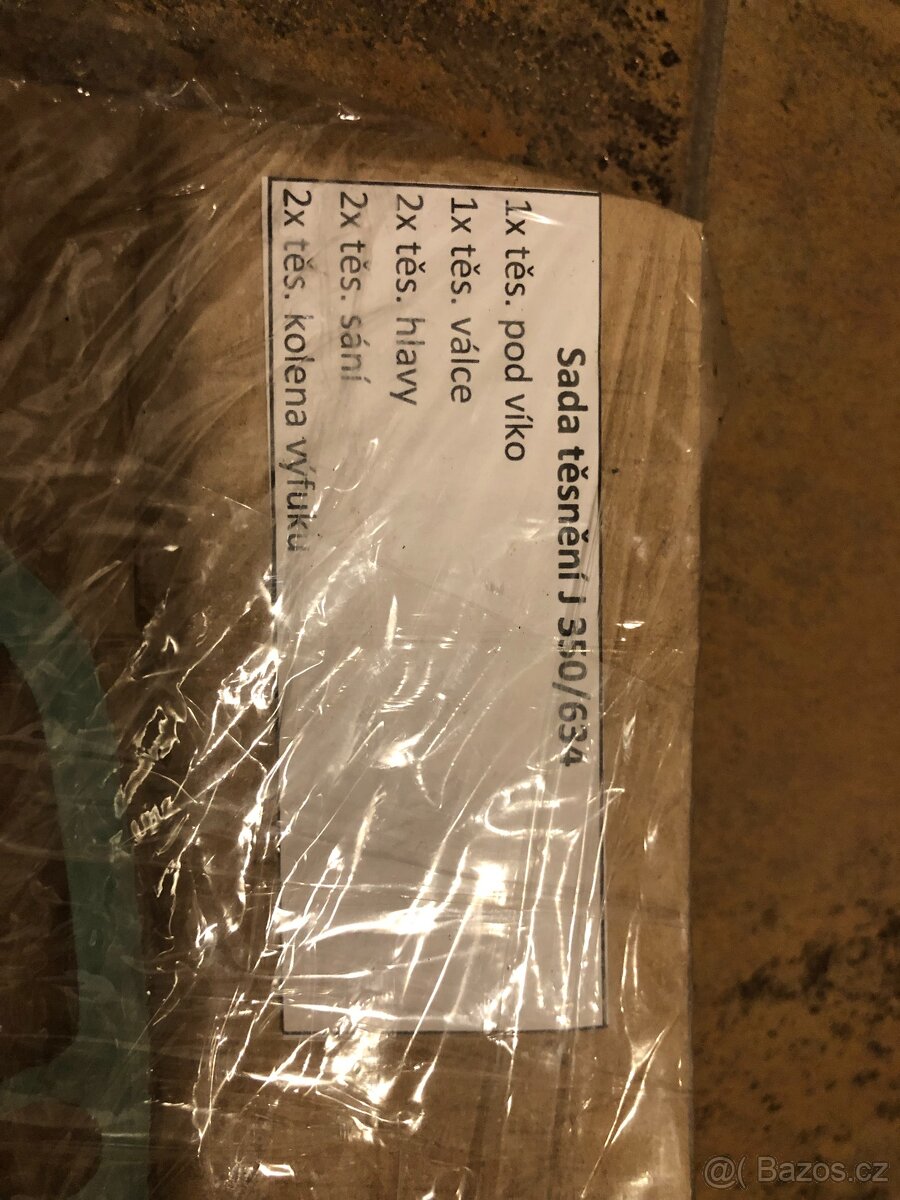 Sada těsnění J 350/634
1x těs. pod víko
1x těs. válce
2x těs. hlavy
2x těs. sání
2x těs. kolena výfuku
@( Bazos.cz